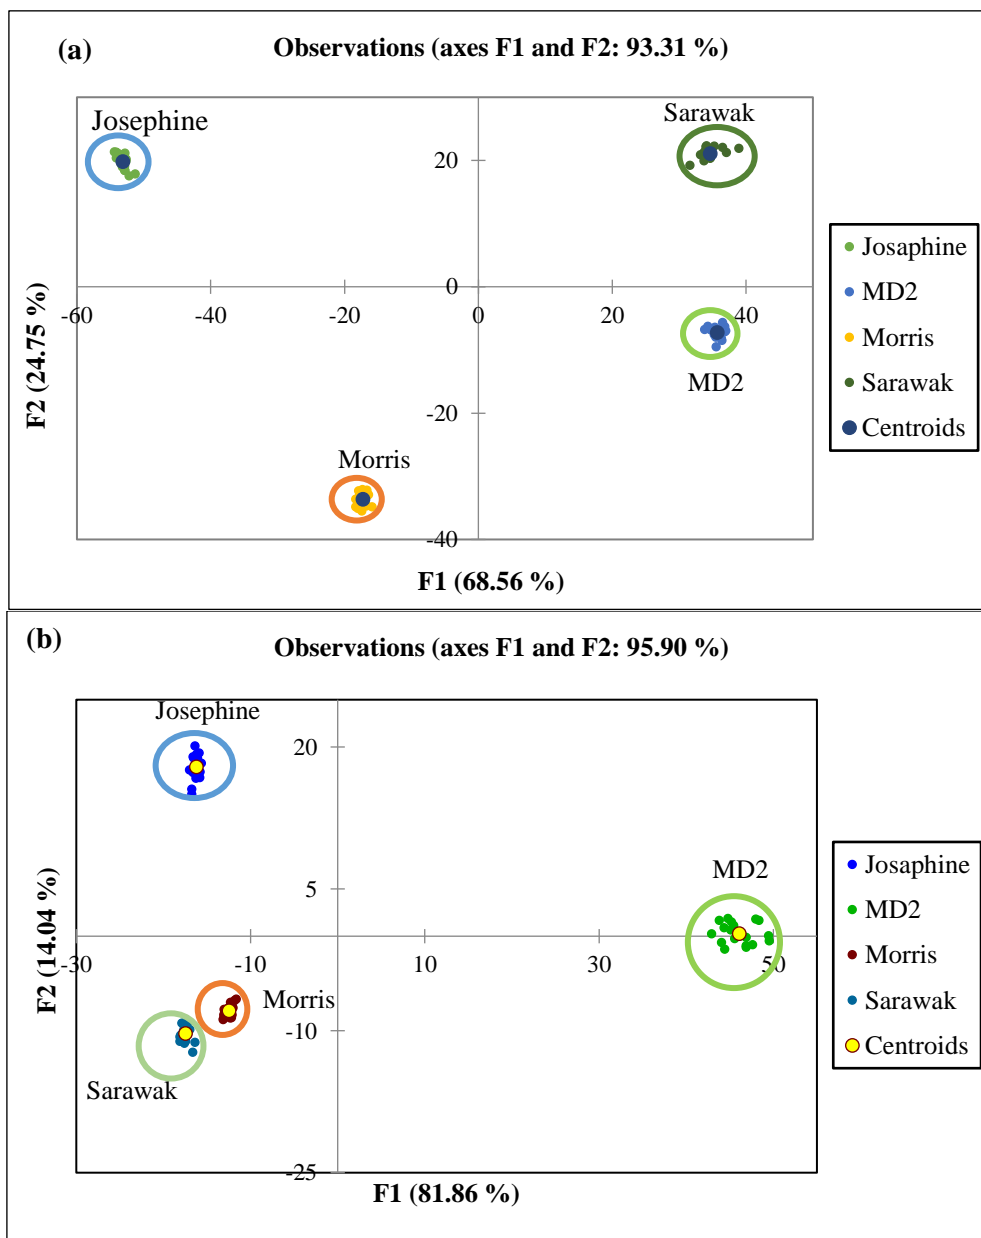 (a)
Observations (axes F1 and F2: 93.31 %)
Josephine
Sarawak
20
0
-60
-40
-20
0
20
40
MD2
-20
Morris
-40
F2 (24.75 %)
F1 (68.56 %)
Josaphine
MD2
Morris
Sarawak
Centroids
(b)
Observations (axes F1 and F2: 95.90 %)
Josephine
20
MD2
5
-30
-10
10
30
50
Morris
-10
Sarawak
-25
F2 (14.04 %)
F1 (81.86 %)
Josaphine
MD2
Morris
Sarawak
Centroids